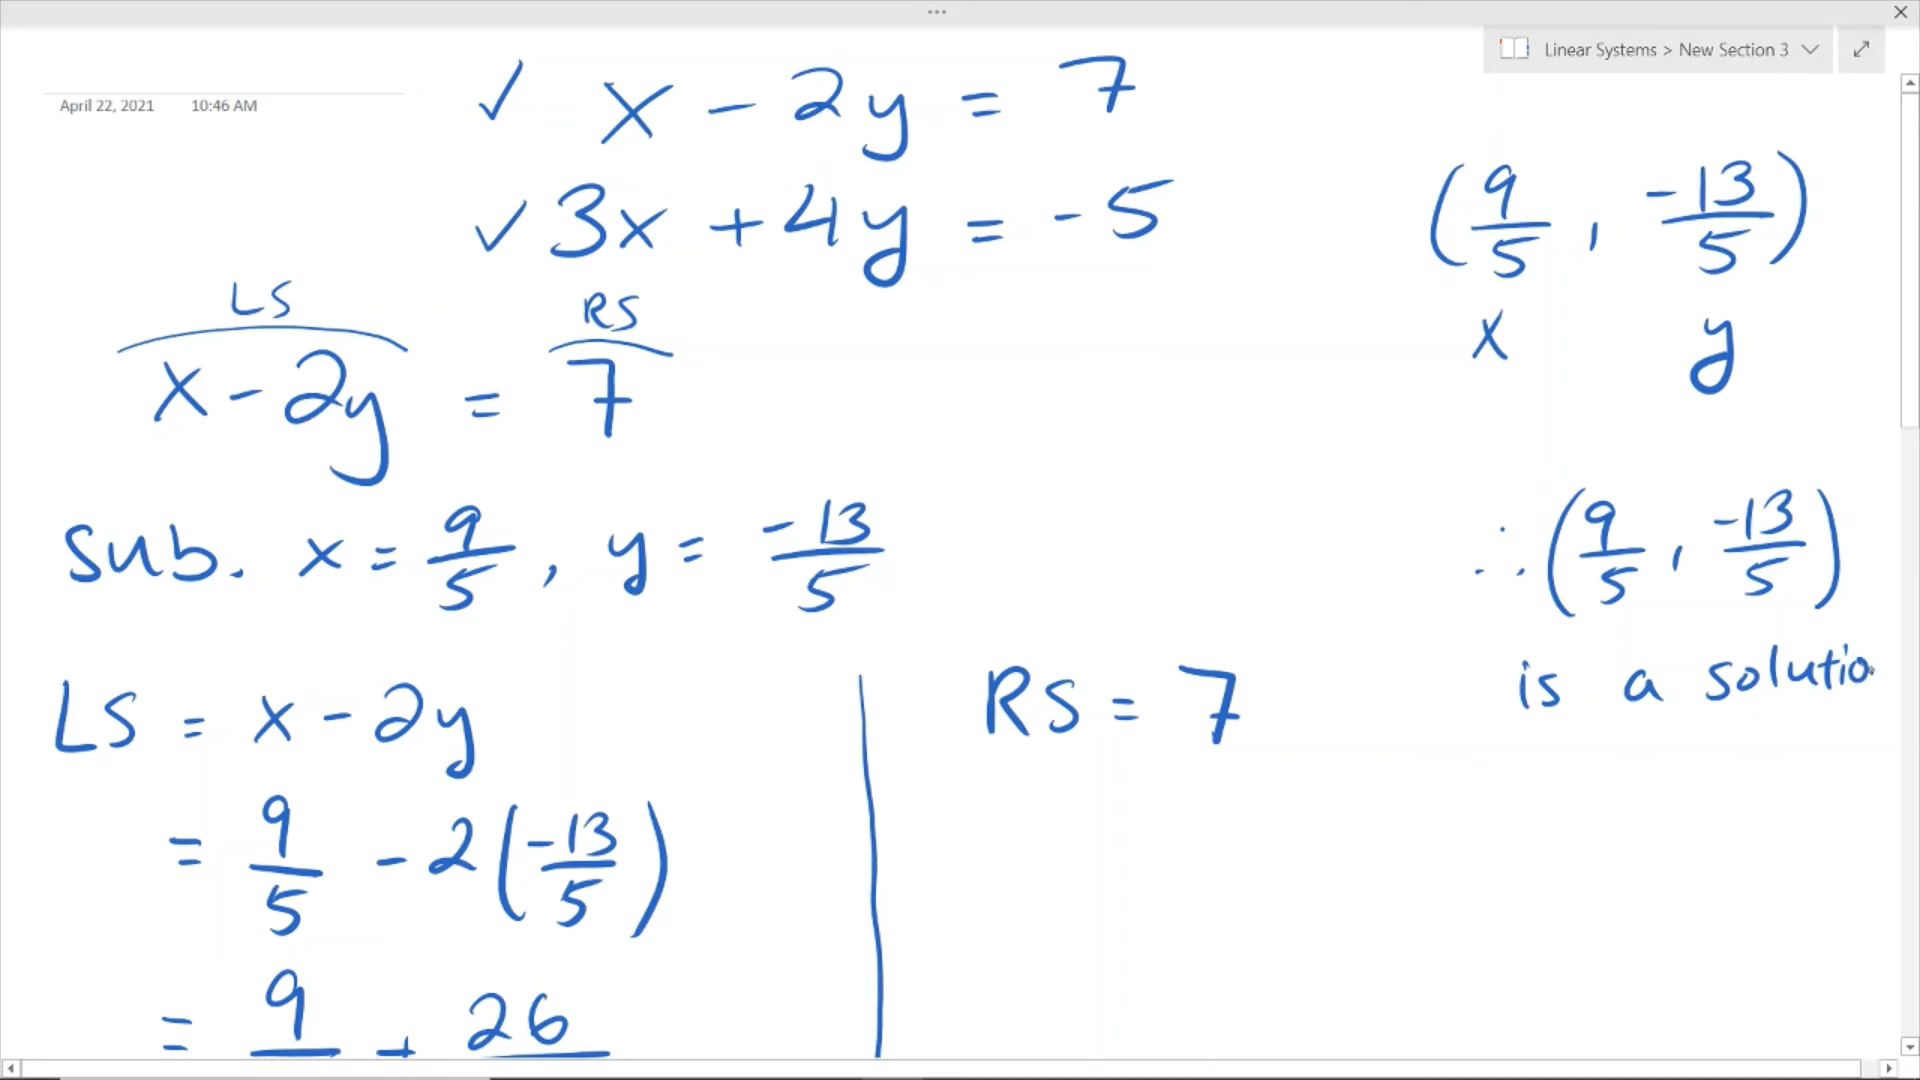 Linear Systems > New Section 3
April 22, 2021 10:46 AM
✓ x - 2y = 7
✓ 3x + 4y = -5
(9/5, -13/5)
x y
LS RS
x - 2y = 7
sub. x = 9/5, y = -13/5
∴ (9/5, -13/5)
is a solutio
LS = x - 2y
RS = 7
= 9/5 - 2(-13/5)
= 9 + 26